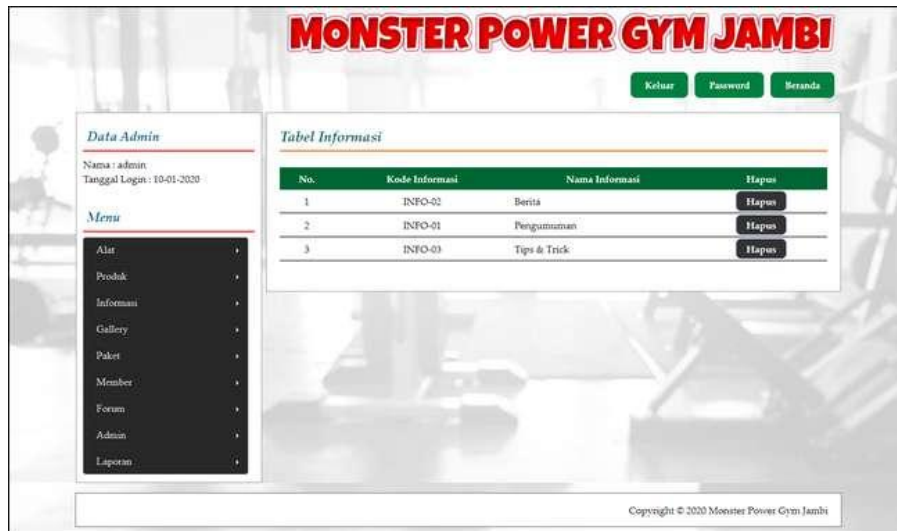 MONSTER POWER GYM JAMBI
Keluar Password Beranda
Data Admin
Nama : admin
Tanggal Login : 10-01-2020
Menu
Alat
Produk
Informasi
Gallery
Paket
Member
Forum
Admin
Laporan
Tabel Informasi
No. Kode Informasi Nama Informasi Hapus
1 INFO-02 Berita Hapus
2 INFO-01 Pengumuman Hapus
3 INFO-03 Tips & Trick Hapus
Copyright © 2020 Monster Power Gym Jambi